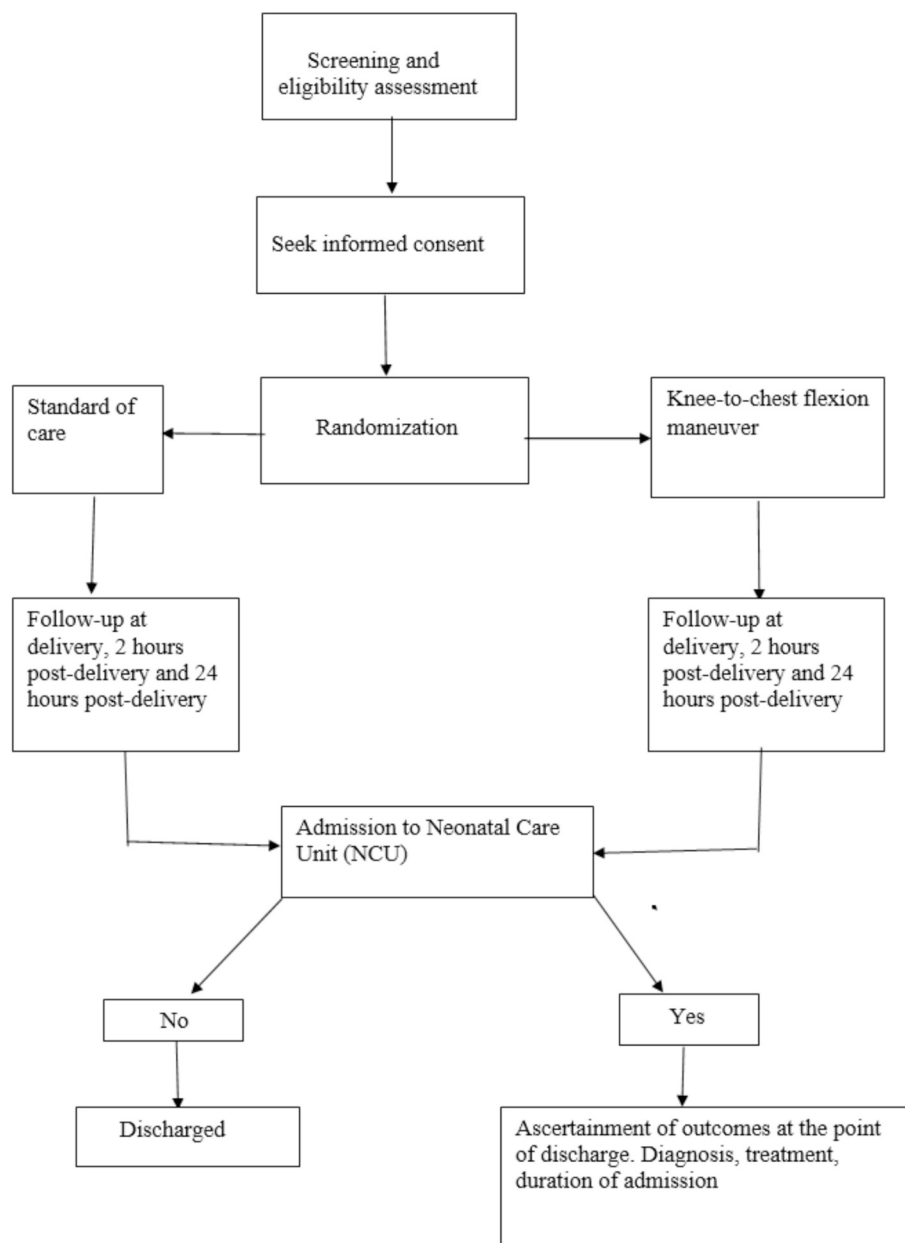 Screening and
eligibility assessment
Seek informed consent
Standard of
care
Randomization
Knee-to-chest flexion
maneuver
Follow-up at
delivery, 2 hours
post-delivery and 24
hours post-delivery
Follow-up at
delivery, 2 hours
post-delivery and 24
hours post-delivery
Admission to Neonatal Care
Unit (NCU)
No
Yes
Discharged
Ascertainment of outcomes at the point
of discharge. Diagnosis, treatment,
duration of admission